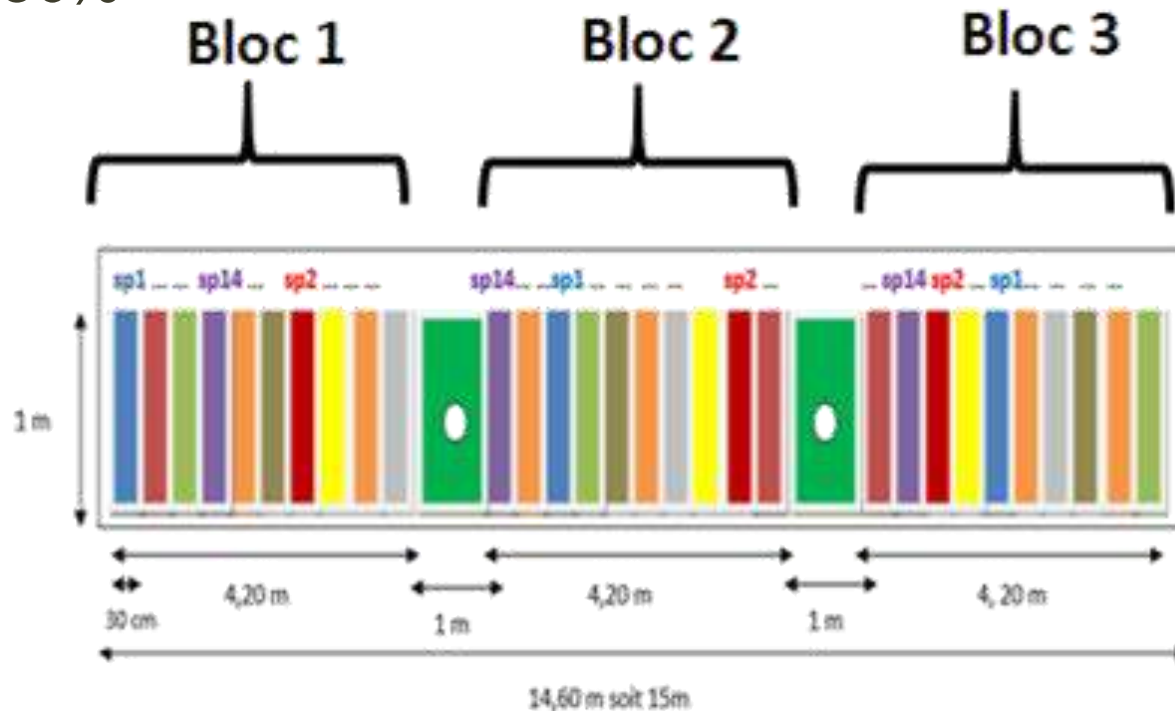 Bloc 1 Bloc 2 Bloc 3
sp1 sp14 sp2 sp14 sp1 sp2 sp14 sp2 sp1
1 m
4,20 m 4,20 m 4, 20 m
30 cm 1 m 1 m
14,60 m soit 15m